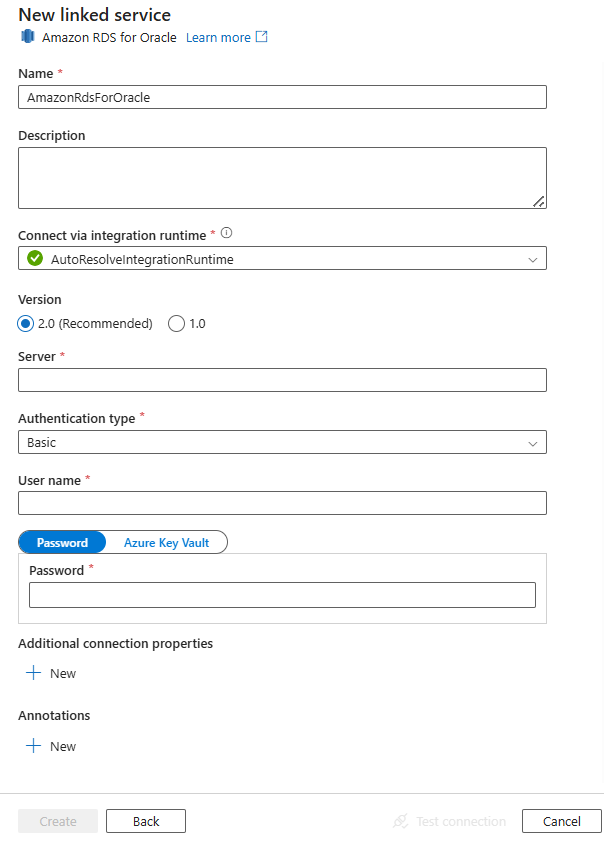 New linked service
Amazon RDS for Oracle Learn more
Name *
AmazonRdsForOracle
Description
Connect via integration runtime *
AutoResolveIntegrationRuntime
Version
2.0 (Recommended) 1.0
Server *
Authentication type *
Basic
User name *
Password Azure Key Vault
Password *
Additional connection properties
New
Annotations
New
Create Back Test connection Cancel